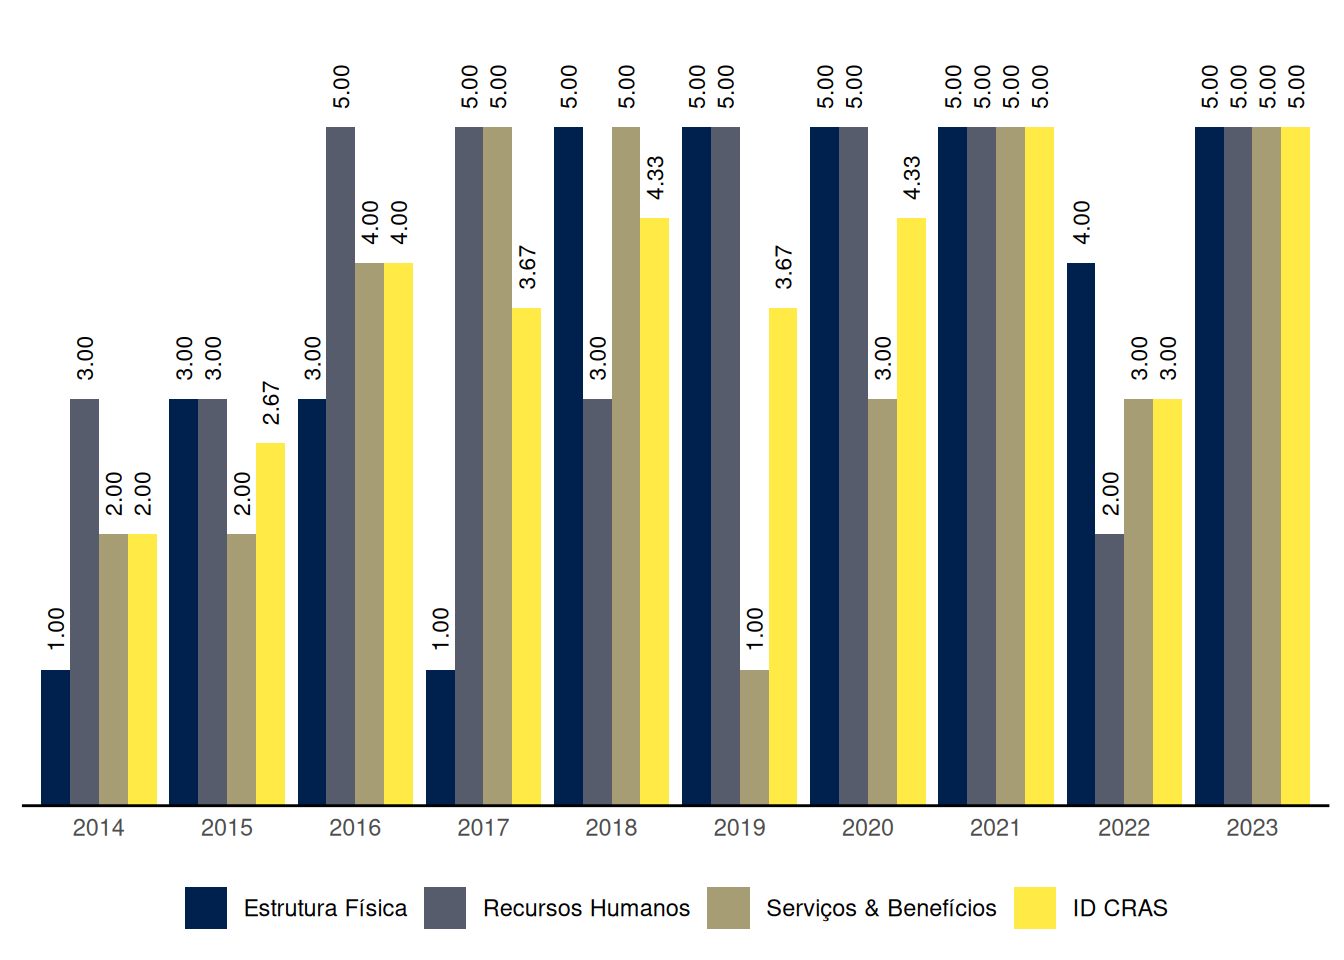 1.00 3.00 2.00 2.00
3.00 3.00 2.00 2.67
3.00 5.00 4.00 4.00
1.00 5.00 5.00 3.67
5.00 3.00 5.00 4.33
5.00 5.00 1.00 3.67
5.00 5.00 3.00 4.33
5.00 5.00 5.00 5.00
4.00 2.00 3.00 3.00
5.00 5.00 5.00 5.00
2014 2015 2016 2017 2018 2019 2020 2021 2022 2023
Estrutura Física Recursos Humanos Serviços & Benefícios ID CRAS